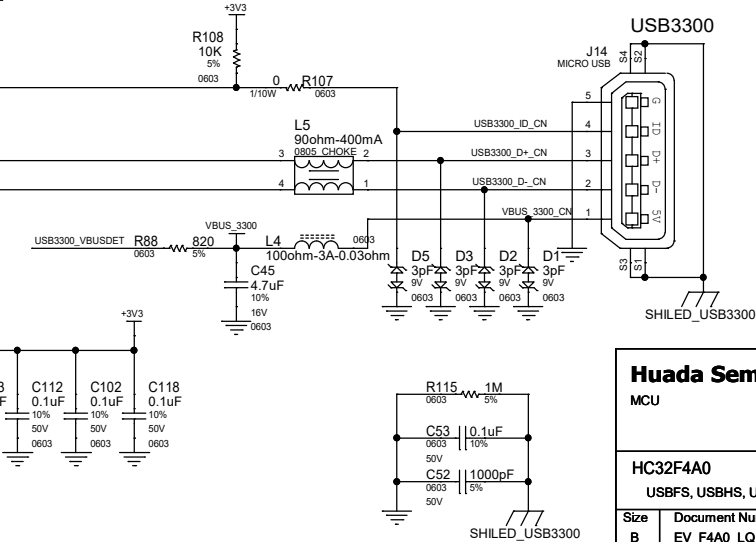 +3V3
USB3300
R108
10K
5%
0603
J14
MICRO USB
S4
S2
0
R107
1/10W
0603
5
G
L5
90ohm-400mA
0805_CHOKE
USB3300_ID_CN
4
ID
3
2
USB3300_D+_CN
3
D+
4
1
USB3300_D-_CN
2
D-
VBUS_3300_CN
1
5V
VBUS_3300
USB3300_VBUSDET
R88
820
0603
5%
L4
0603
100ohm-3A-0.03ohm
C45
4.7uF
10%
16V
0603
D5
3pF
9V
0603
D3
3pF
9V
0603
D2
3pF
9V
0603
D1
3pF
9V
0603
S3
S1
SHILED_USB3300
+3V3
3
F
C112
0.1uF
10%
50V
0603
C102
0.1uF
10%
50V
0603
C118
0.1uF
10%
50V
0603
R115
1M
0603
5%
C53
0.1uF
0603
10%
50V
C52
1000pF
0603
5%
50V
SHILED_USB3300
Huada Sem
MCU
HC32F4A0
USBFS, USBHS, U
Size
Document Nu
B
EV_F4A0_LQ